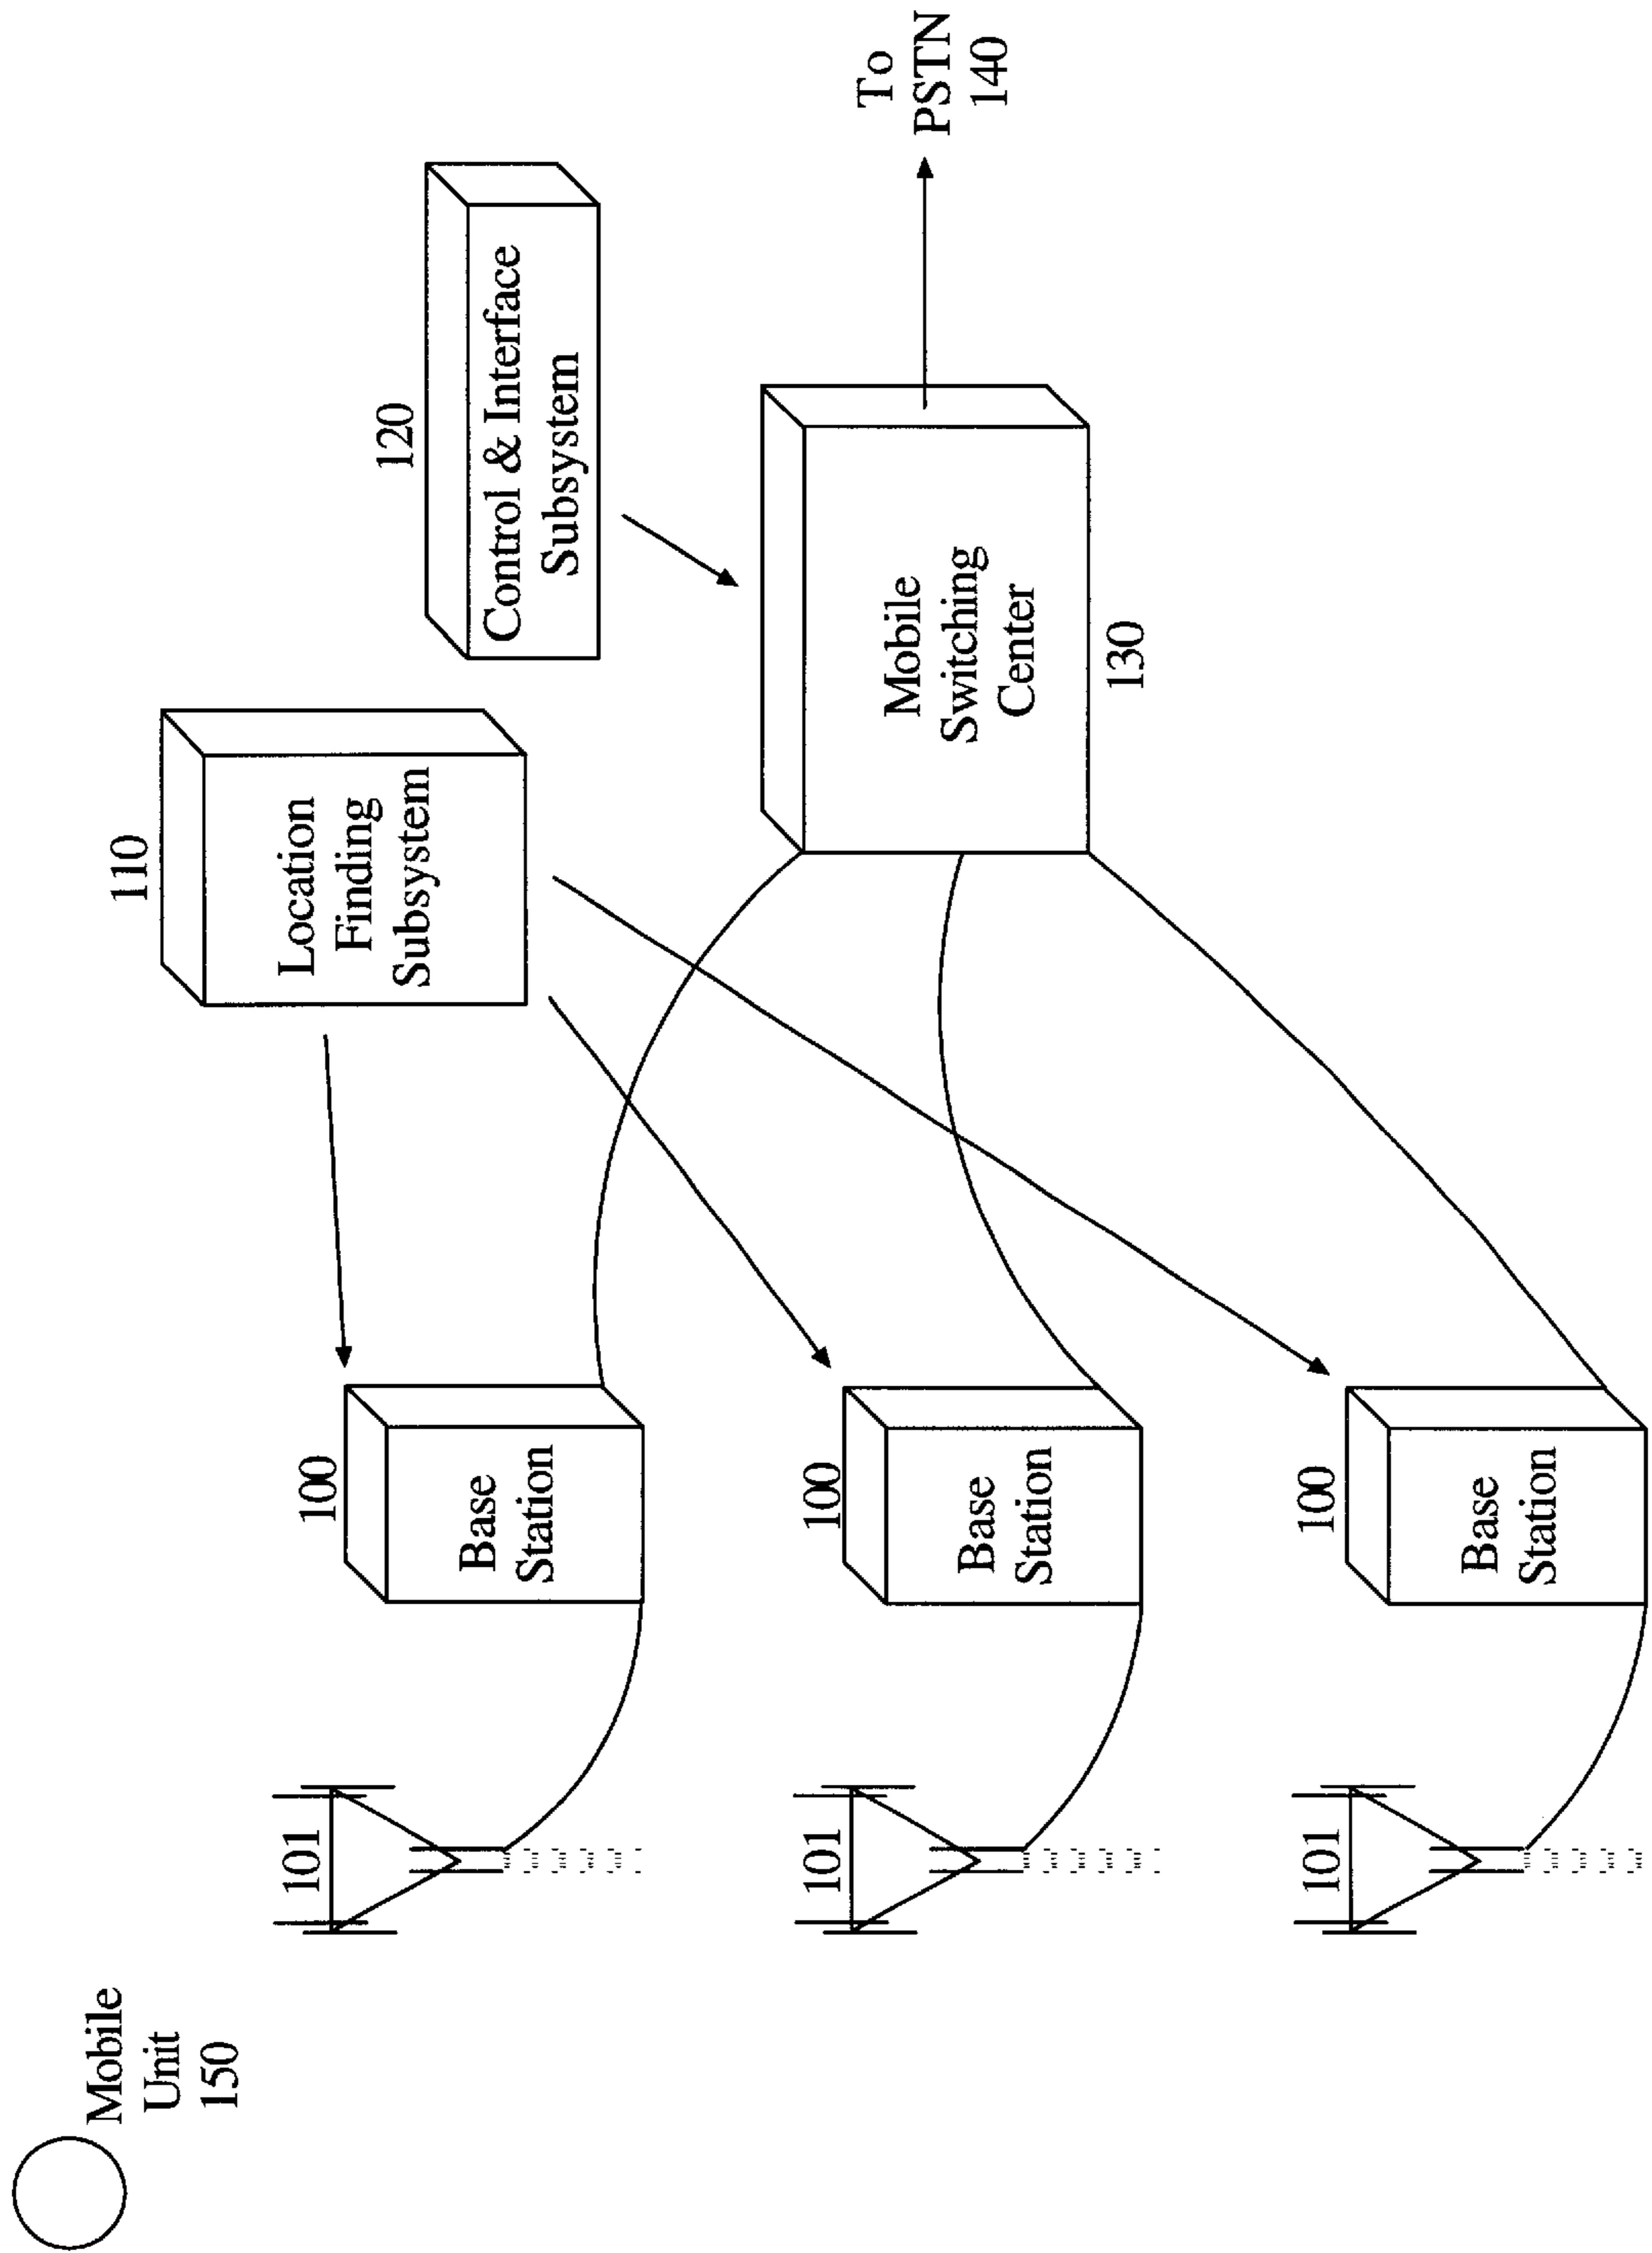 Mobile
Unit
150
101
101
101
100
Base
Station
100
Base
Station
100
Base
Station
110
Location
Finding
Subsystem
120
Control & Interface
Subsystem
Mobile
Switching
Center
130
To
PSTN
140